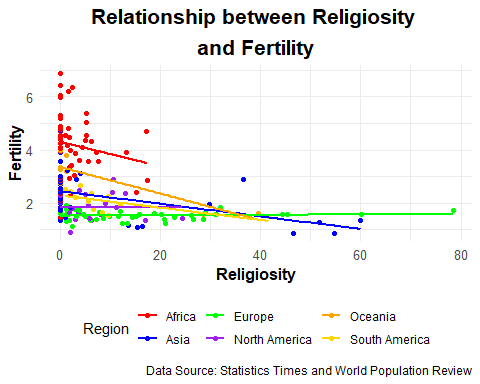 Relationship between Religiosity
and Fertility
Fertility
6
4
2
0
20
40
60
80
Religiosity
Region
Africa
Europe
Oceania
Asia
North America
South America
Data Source: Statistics Times and World Population Review